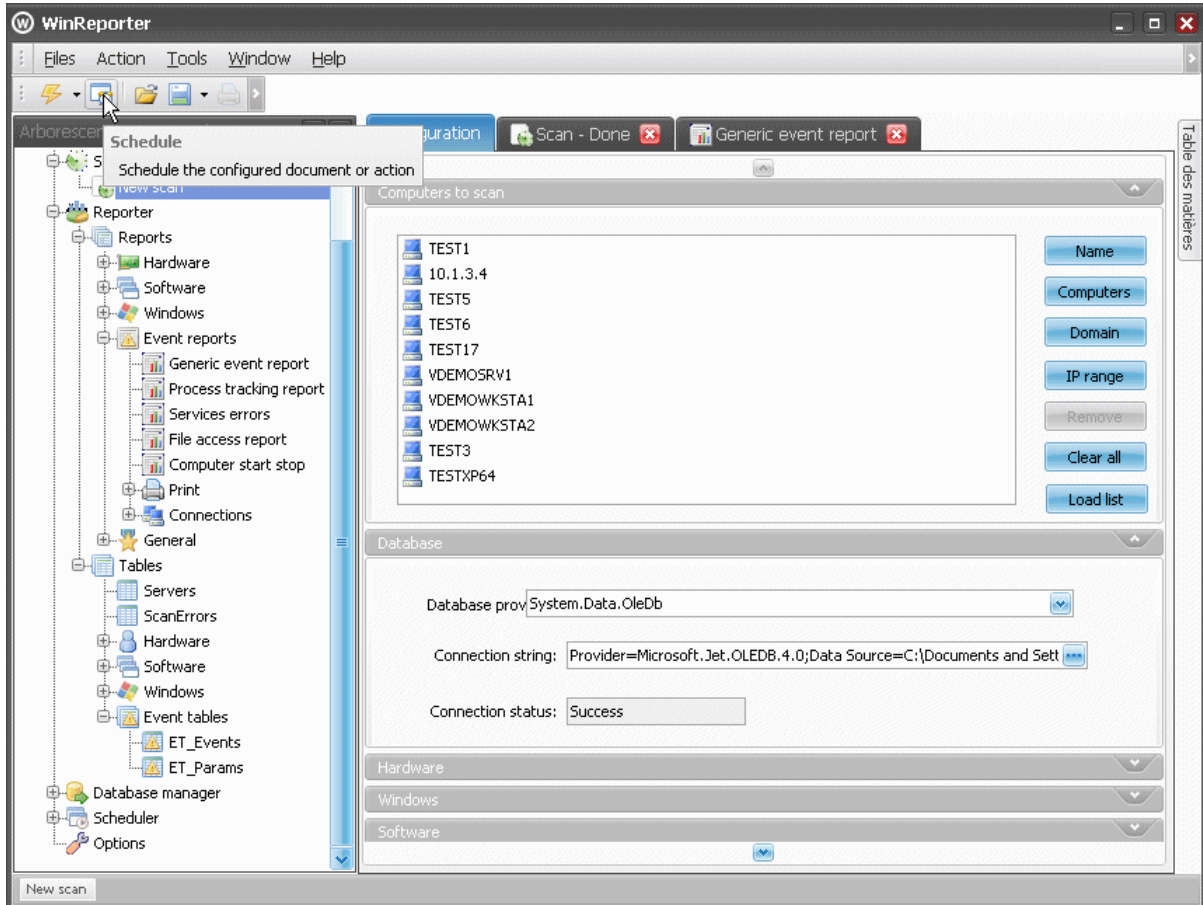 WinReporter
Files Action Tools Window Help
Arborescen
Schedule
Schedule the configured document or action
guration
Scan - Done
Generic event report
Table des matières
S
New scan
Reporter
Reports
Hardware
Software
Windows
Event reports
Generic event report
Process tracking report
Services errors
File access report
Computer start stop
Print
Connections
General
Tables
Servers
ScanErrors
Hardware
Software
Windows
Event tables
ET_Events
ET_Params
Database manager
Scheduler
Options
Computers to scan
TEST1
10.1.3.4
TEST5
TEST6
TEST17
VDEMOSRV1
VDEMOWKSTA1
VDEMOWKSTA2
TEST3
TESTXP64
Name
Computers
Domain
IP range
Remove
Clear all
Load list
Database
Database prov System.Data.OleDb
Connection string: Provider=Microsoft.Jet.OLEDB.4.0;Data Source=C:\Documents and Sett
Connection status: Success
Hardware
Windows
Software
New scan